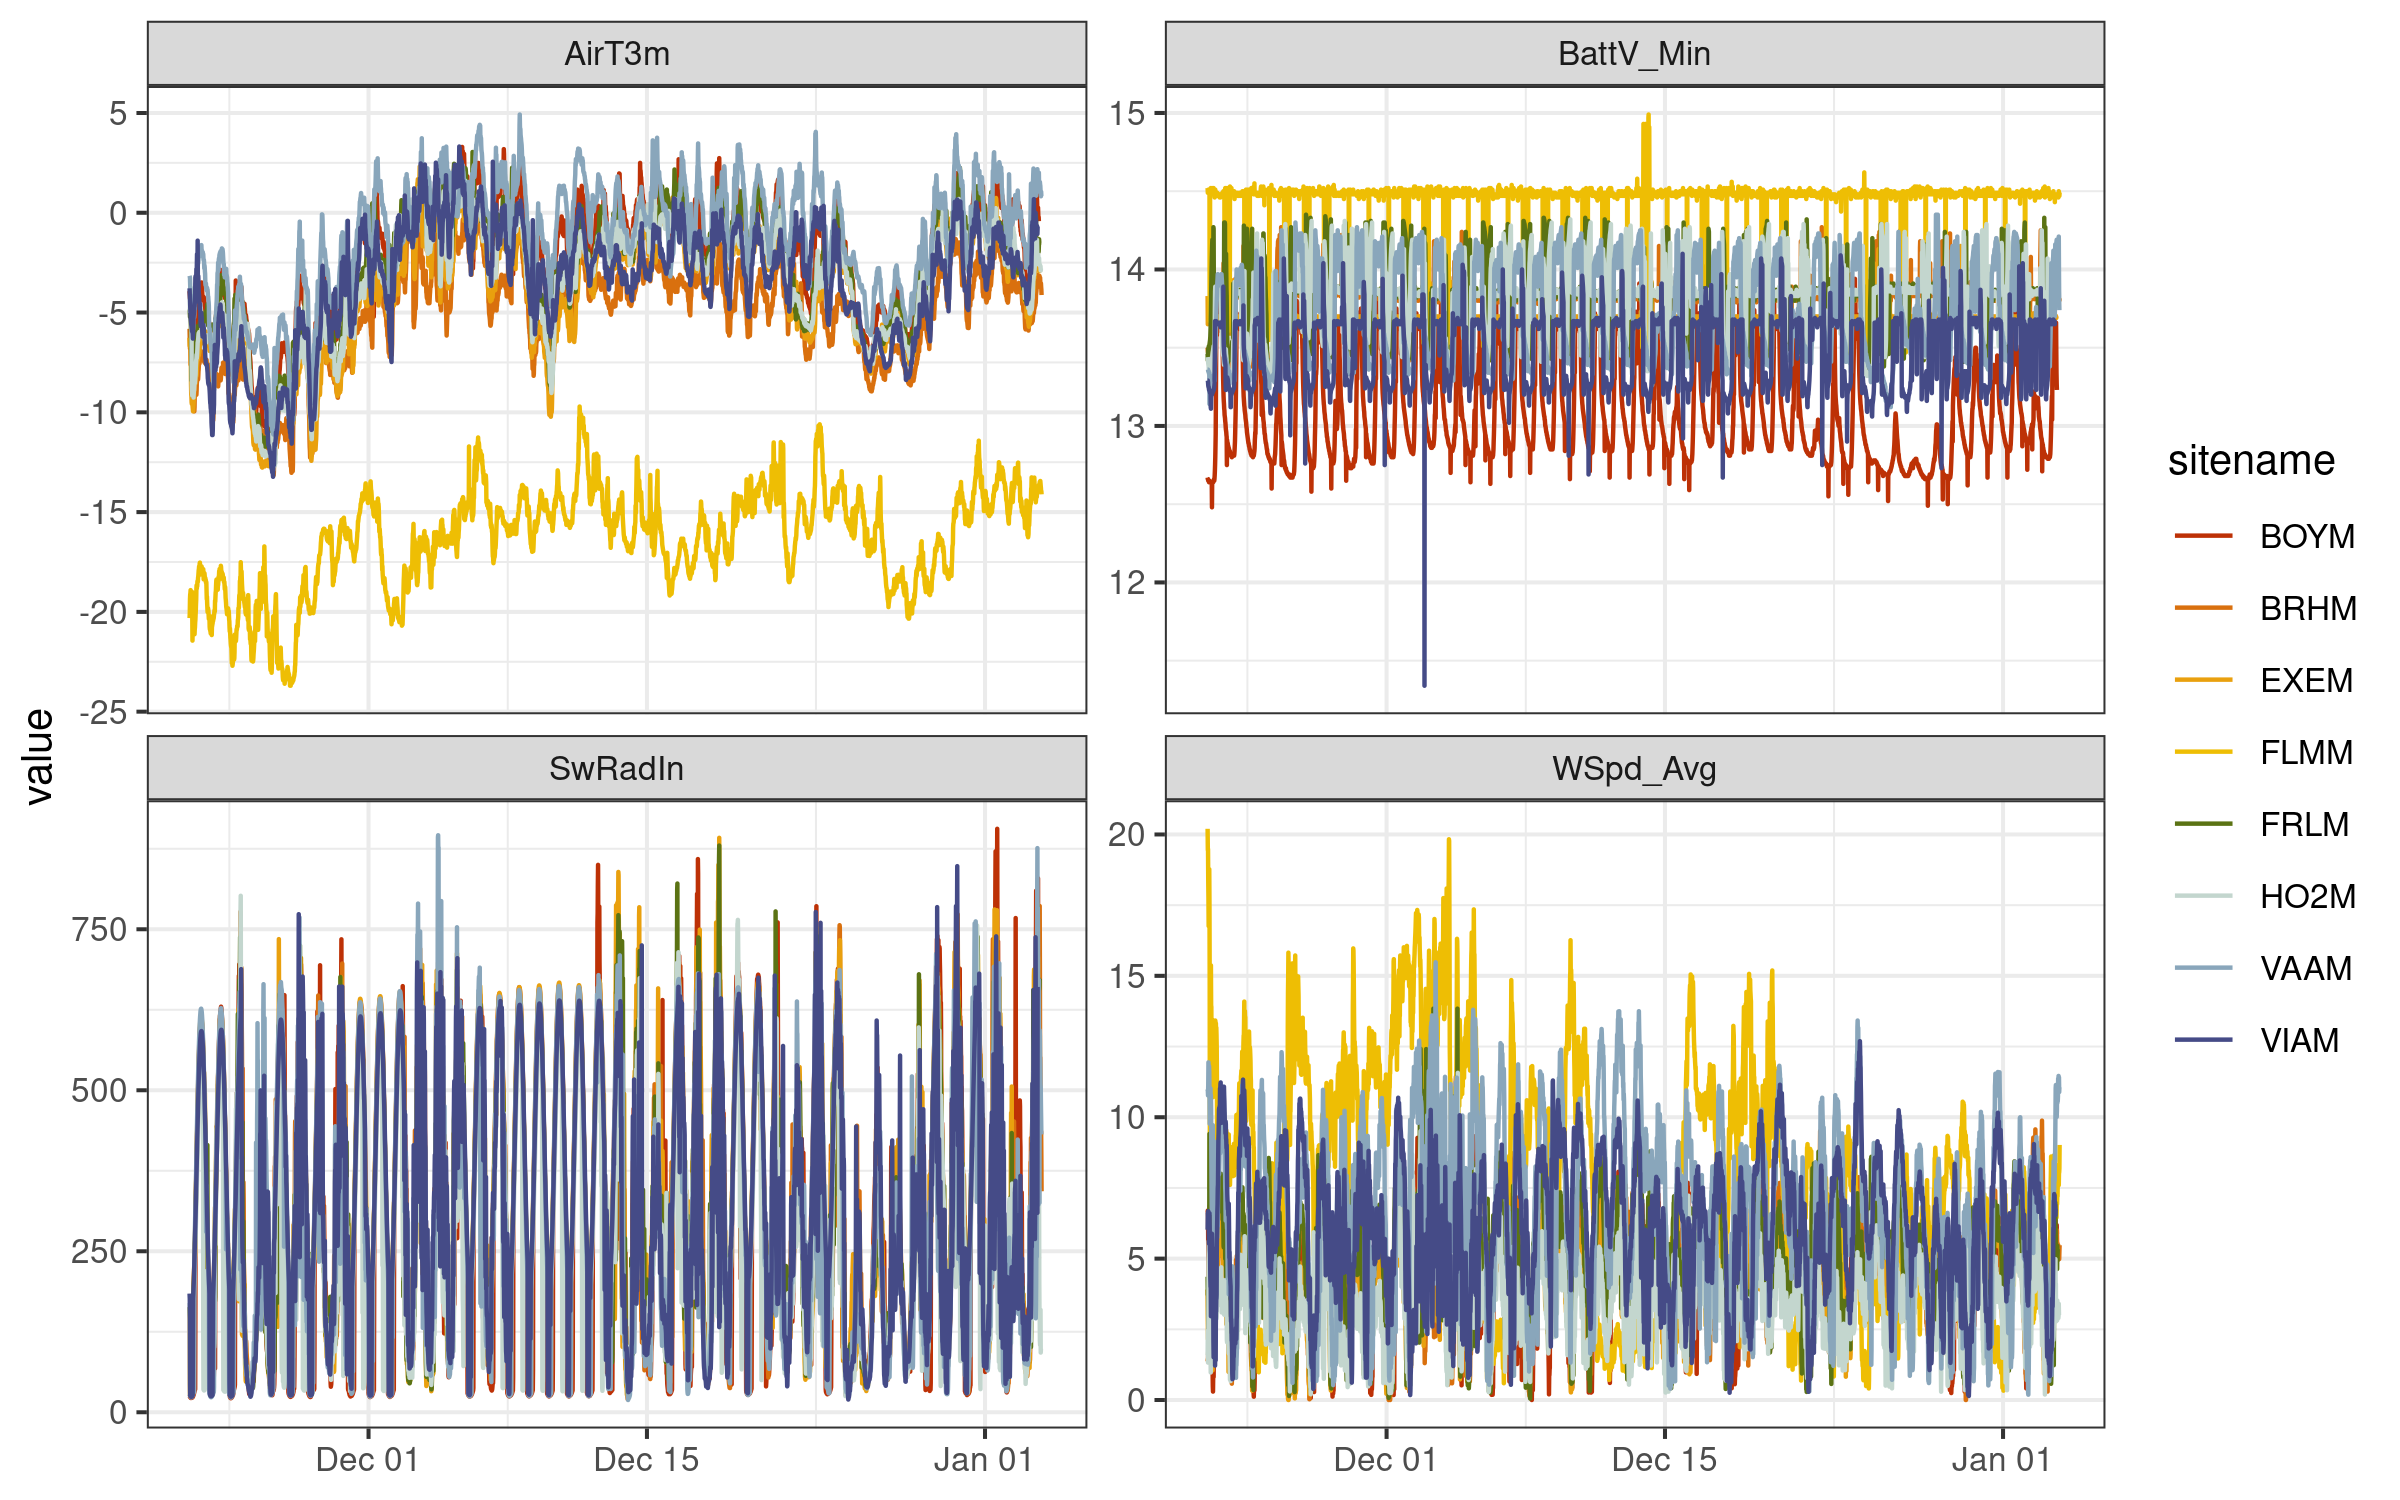 AirT3m
BattV_Min
5
0
-5
-10
-15
-20
-25
15
14
13
12
value
SwRadIn
WSpd_Avg
750
500
250
0
20
15
10
5
0
Dec 01
Dec 15
Jan 01
Dec 01
Dec 15
Jan 01
sitename
BOYM
BRHM
EXEM
FLMM
FRLM
HO2M
VAAM
VIAM